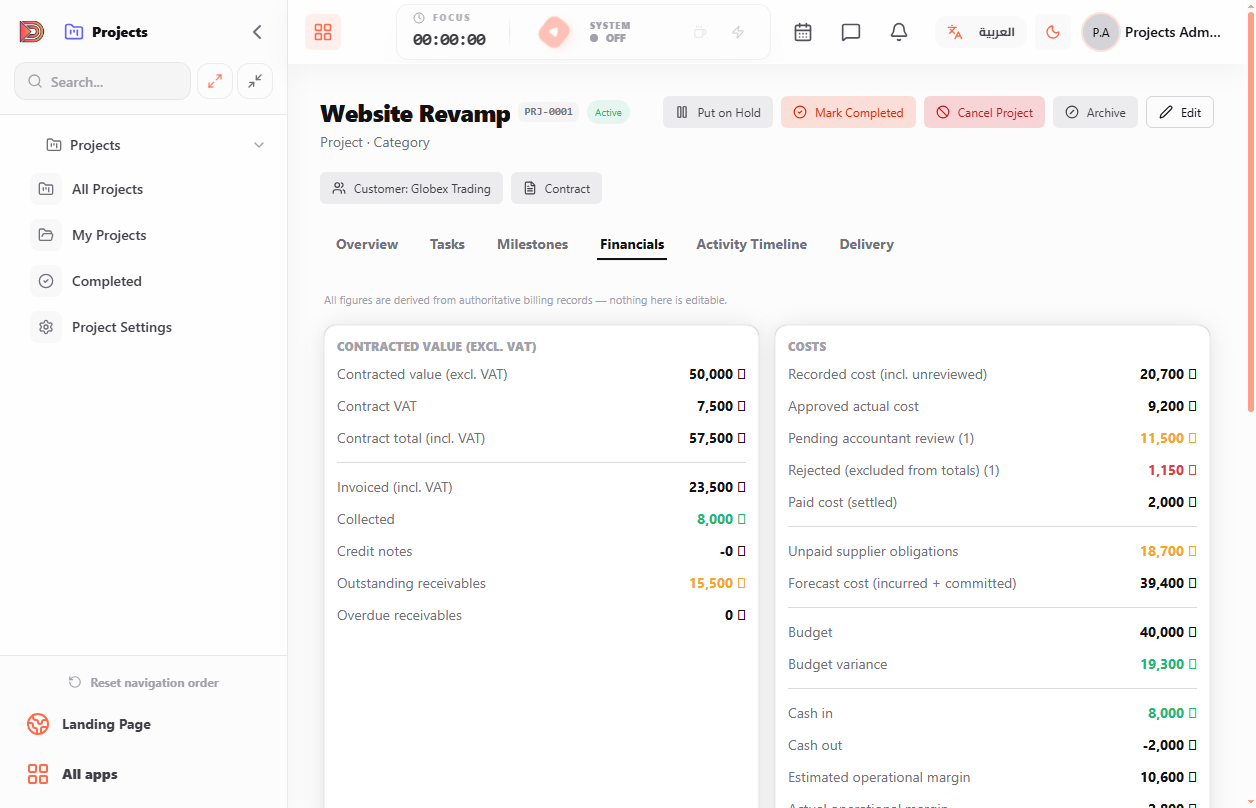 Projects
Search...
Projects
All Projects
My Projects
Completed
Project Settings
Reset navigation order
Landing Page
All apps
FOCUS
00:00:00
SYSTEM
OFF
العربية
P.A
Projects Adm...
Website Revamp
PRJ-0001
Active
Put on Hold
Mark Completed
Cancel Project
Archive
Edit
Project · Category
Customer: Globex Trading
Contract
Overview
Tasks
Milestones
Financials
Activity Timeline
Delivery
All figures are derived from authoritative billing records — nothing here is editable.
CONTRACTED VALUE (EXCL. VAT)
Contracted value (excl. VAT) 50,000
Contract VAT 7,500
Contract total (incl. VAT) 57,500
Invoiced (incl. VAT) 23,500
Collected 8,000
Credit notes -0
Outstanding receivables 15,500
Overdue receivables 0
COSTS
Recorded cost (incl. unreviewed) 20,700
Approved actual cost 9,200
Pending accountant review (1) 11,500
Rejected (excluded from totals) (1) 1,150
Paid cost (settled) 2,000
Unpaid supplier obligations 18,700
Forecast cost (incurred + committed) 39,400
Budget 40,000
Budget variance 19,300
Cash in 8,000
Cash out -2,000
Estimated operational margin 10,600
Actual operational margin